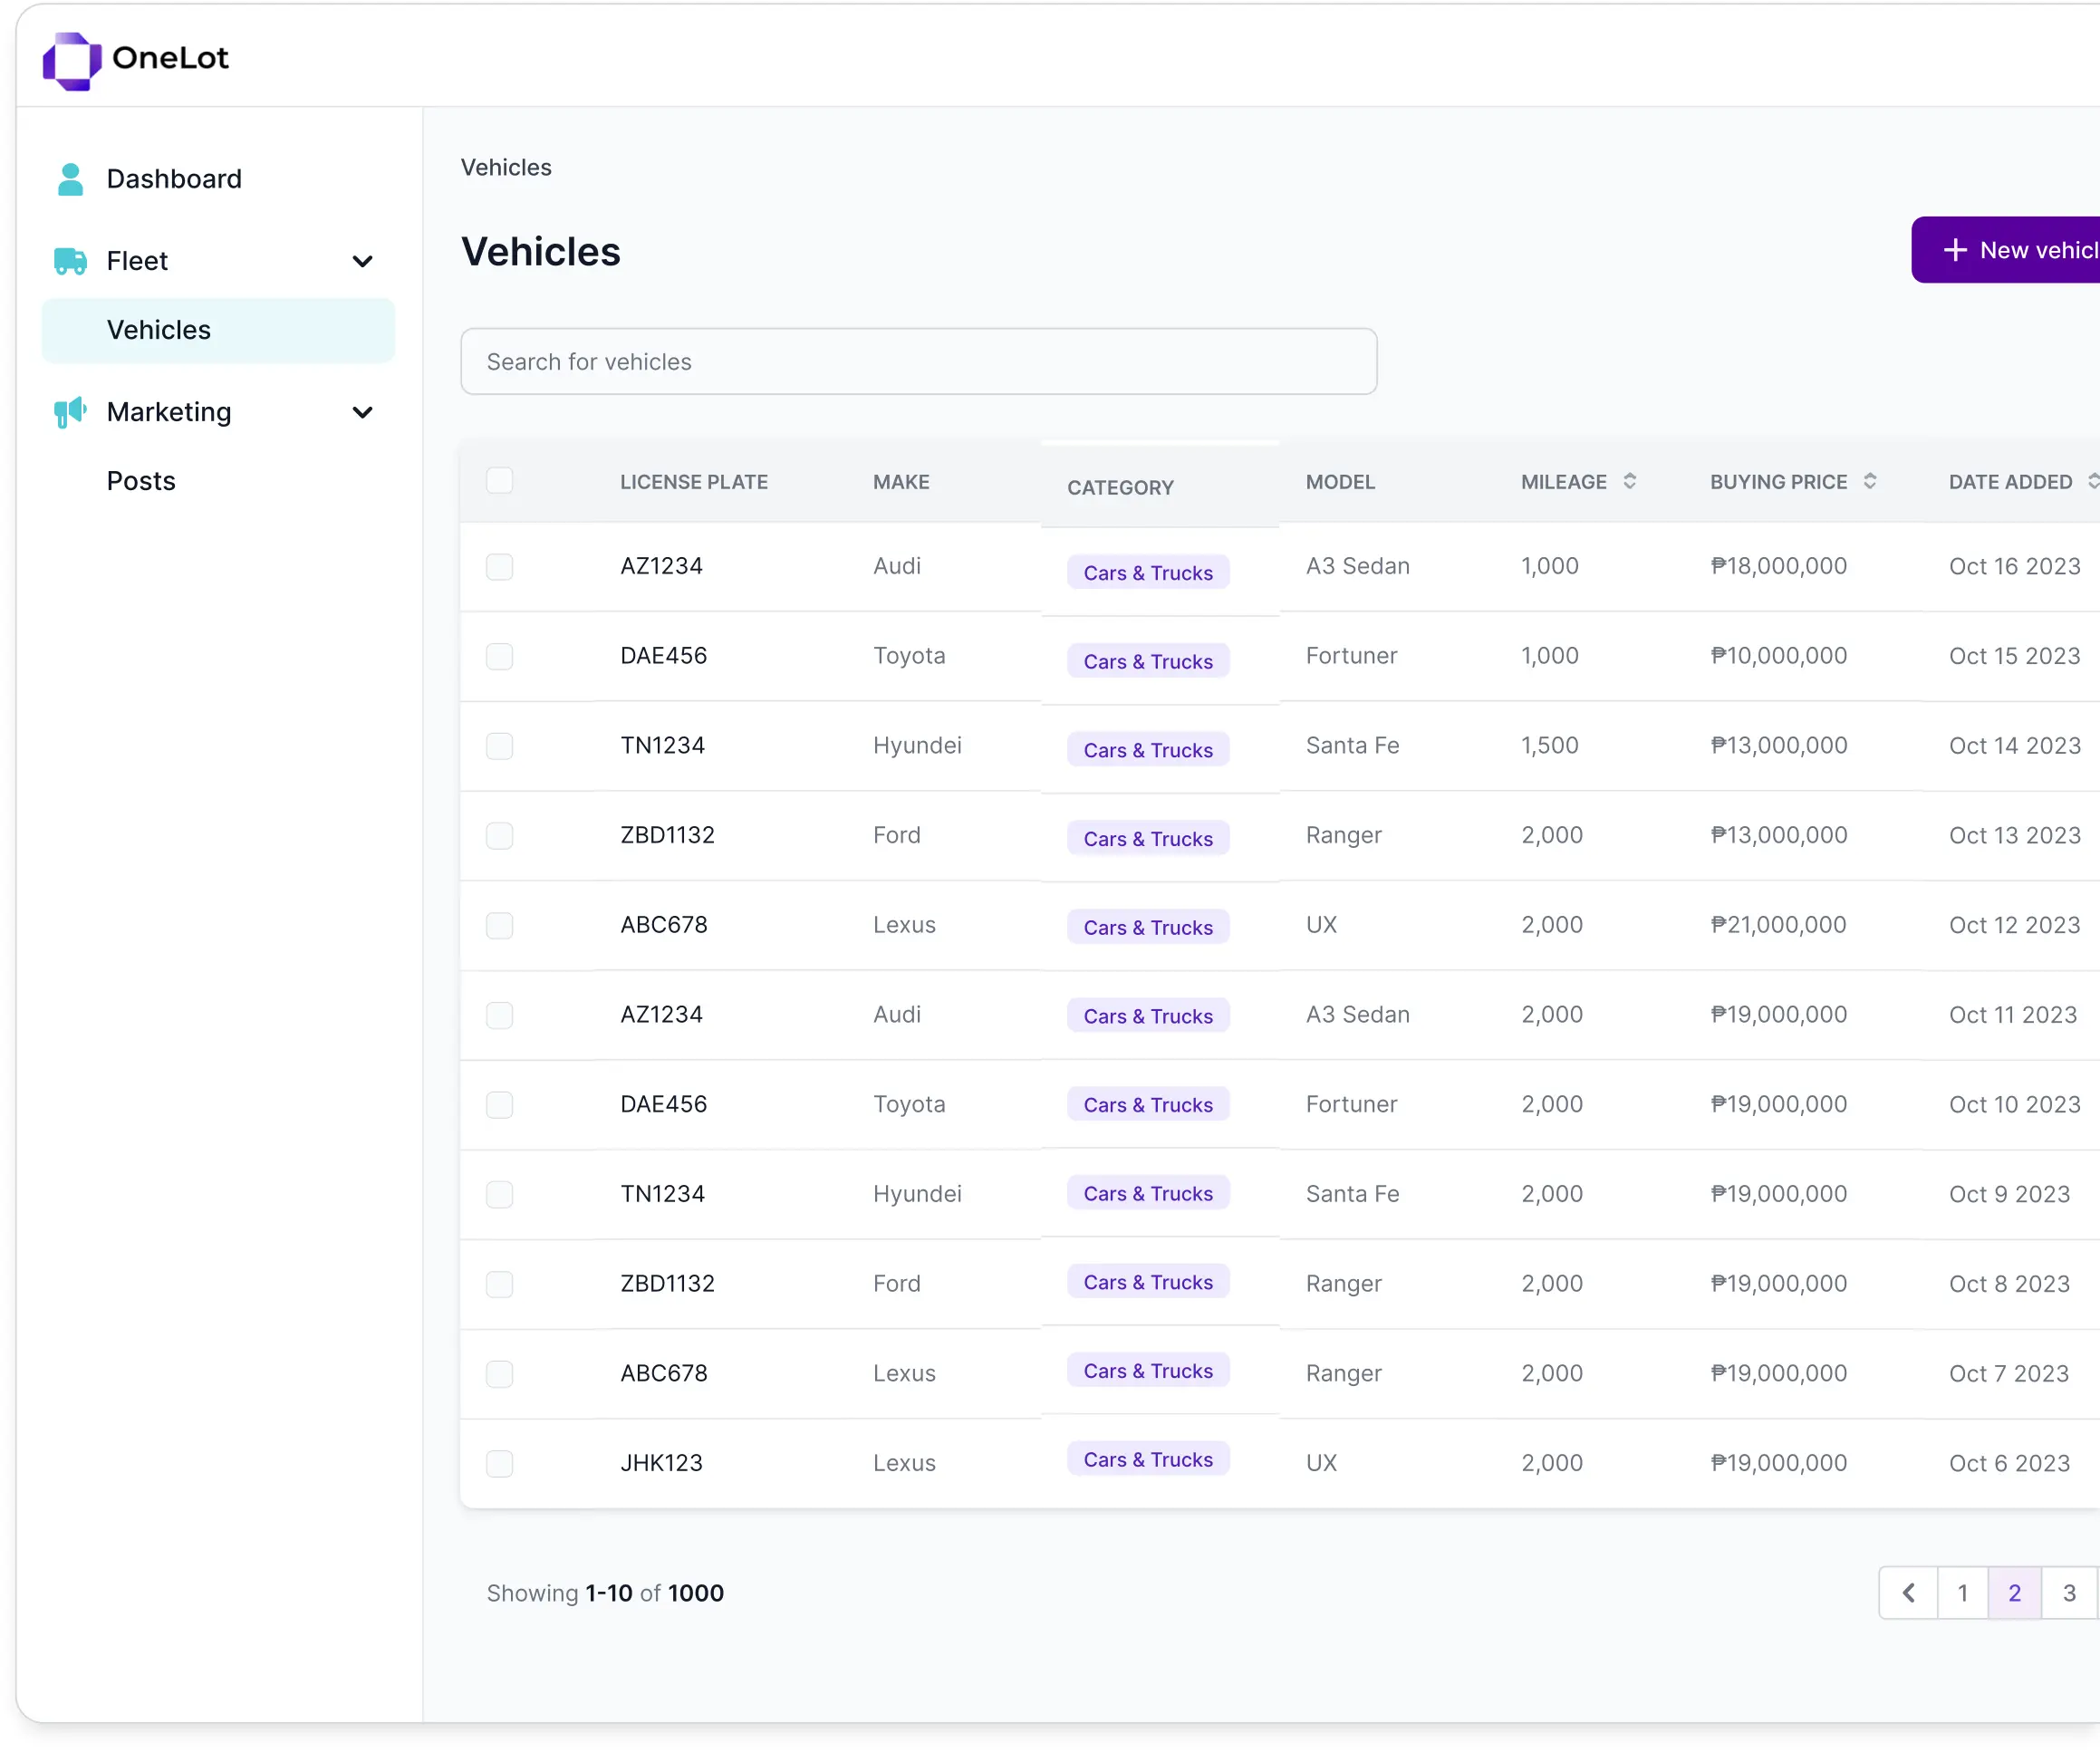 OneLot
Dashboard
Fleet
Vehicles
Marketing
Posts
Vehicles
Vehicles
+ New vehicl
Search for vehicles
LICENSE PLATE MAKE CATEGORY MODEL MILEAGE BUYING PRICE DATE ADDED
AZ1234 Audi Cars & Trucks A3 Sedan 1,000 ₱18,000,000 Oct 16 2023
DAE456 Toyota Cars & Trucks Fortuner 1,000 ₱10,000,000 Oct 15 2023
TN1234 Hyundei Cars & Trucks Santa Fe 1,500 ₱13,000,000 Oct 14 2023
ZBD1132 Ford Cars & Trucks Ranger 2,000 ₱13,000,000 Oct 13 2023
ABC678 Lexus Cars & Trucks UX 2,000 ₱21,000,000 Oct 12 2023
AZ1234 Audi Cars & Trucks A3 Sedan 2,000 ₱19,000,000 Oct 11 2023
DAE456 Toyota Cars & Trucks Fortuner 2,000 ₱19,000,000 Oct 10 2023
TN1234 Hyundei Cars & Trucks Santa Fe 2,000 ₱19,000,000 Oct 9 2023
ZBD1132 Ford Cars & Trucks Ranger 2,000 ₱19,000,000 Oct 8 2023
ABC678 Lexus Cars & Trucks Ranger 2,000 ₱19,000,000 Oct 7 2023
JHK123 Lexus Cars & Trucks UX 2,000 ₱19,000,000 Oct 6 2023
Showing 1-10 of 1000
1 2 3